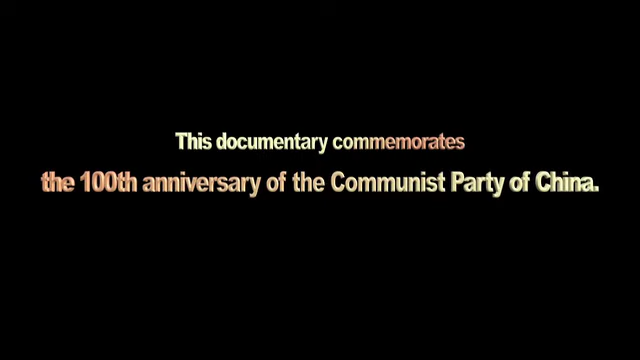 This documentary commemorates
the 100th anniversary of the Communist Party of China.